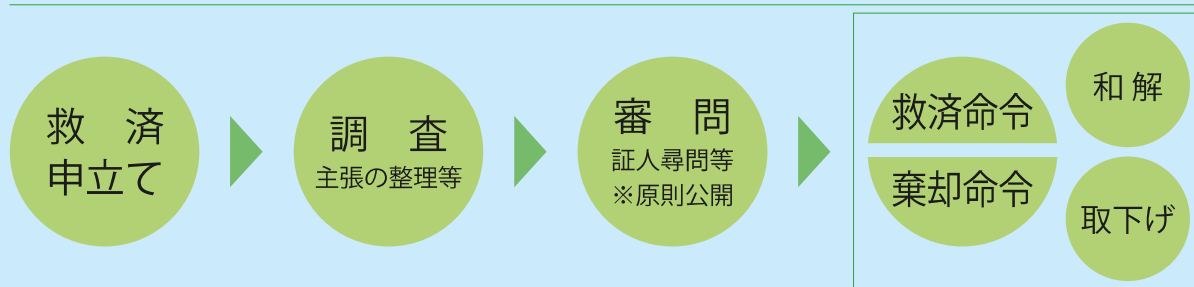 救　済
申立て
調　査
主張の整理等
審　問
証人尋問等
※原則公開
救済命令
棄却命令
和 解
取下げ